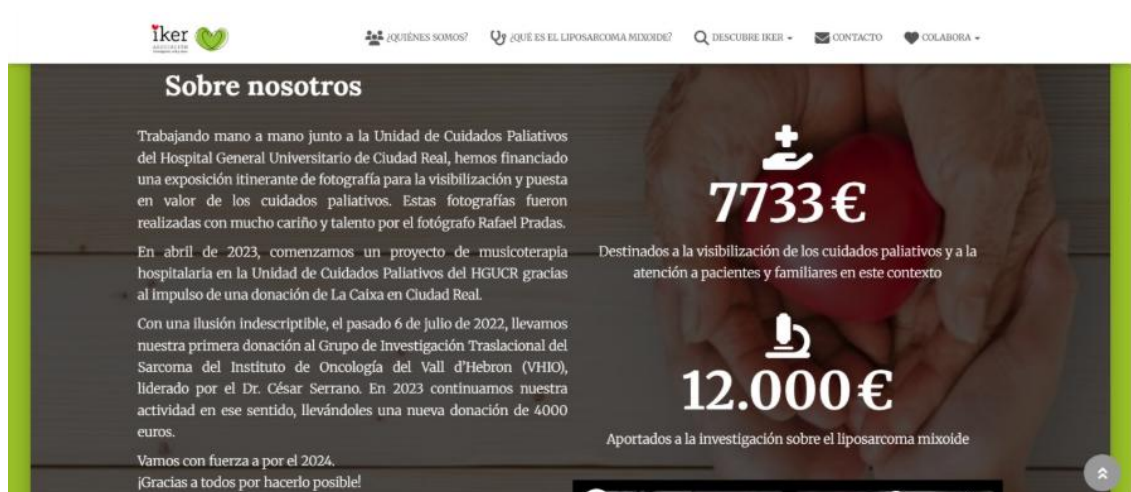 iker
ASOCIACIÓN
¿QUIÉNES SOMOS?
¿QUÉ ES EL LIPOSARCOMA MIXOIDE?
DESCUBRE IKER
CONTACTO
COLABORA
Sobre nosotros
Trabajando mano a mano junto a la Unidad de Cuidados Paliativos
del Hospital General Universitario de Ciudad Real, hemos financiado
una exposición itinerante de fotografía para la visibilización y puesta
en valor de los cuidados paliativos. Estas fotografías fueron
realizadas con mucho cariño y talento por el fotógrafo Rafael Pradas.
En abril de 2023, comenzamos un proyecto de musicoterapia
hospitalaria en la Unidad de Cuidados Paliativos del HGUCR gracias
al impulso de una donación de La Caixa en Ciudad Real.
Con una ilusión indescriptible, el pasado 6 de julio de 2022, llevamos
nuestra primera donación al Grupo de Investigación Traslacional del
Sarcoma del Instituto de Oncología del Vall d'Hebron (VHIO),
liderado por el Dr. César Serrano. En 2023 continuamos nuestra
actividad en ese sentido, llevándoles una nueva donación de 4000
euros.
Vamos con fuerza a por el 2024.
¡Gracias a todos por hacerlo posible!
7733 €
Destinados a la visibilización de los cuidados paliativos y a la
atención a pacientes y familiares en este contexto
12.000 €
Aportados a la investigación sobre el liposarcoma mixoide